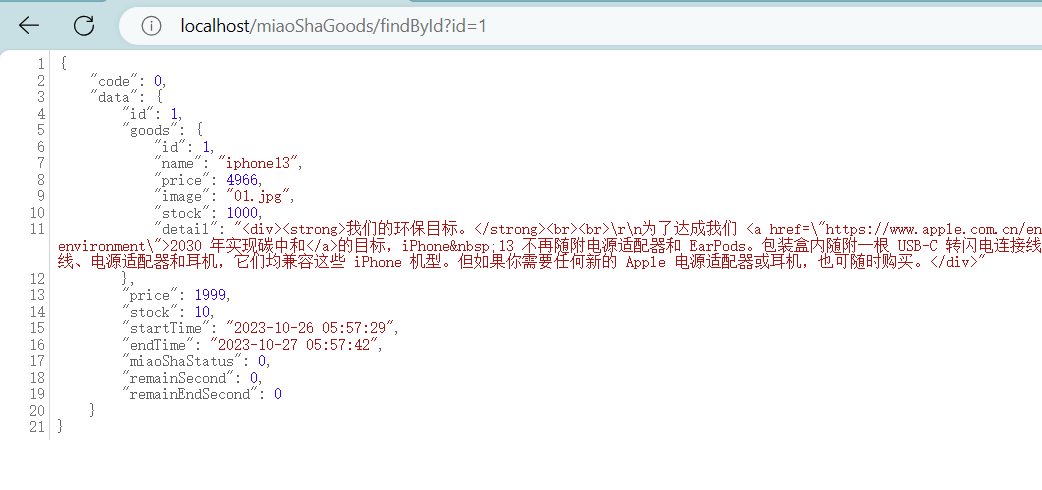 localhost/miaoShaGoods/findById?id=1
1 {
2 "code": 0,
3 "data": {
4 "id": 1,
5 "goods": {
6 "id": 1,
7 "name": "iphone13",
8 "price": 4966,
9 "image": "01.jpg",
10 "stock": 1000,
11 "detail": "<div><strong>我们的环保目标。</strong><br><br>\r\n为了达成我们 <a href=\"https://www.apple.com.cn/en
environment\">2030 年实现碳中和</a>的目标，iPhone&nbsp;13 不再随附电源适配器和 EarPods。包装盒内随附一根 USB-C 转闪电连接线
线、电源适配器和耳机，它们均兼容这些 iPhone 机型。但如果你需要任何新的 Apple 电源适配器或耳机，也可随时购买。</div>"
12 },
13 "price": 1999,
14 "stock": 10,
15 "startTime": "2023-10-26 05:57:29",
16 "endTime": "2023-10-27 05:57:42",
17 "miaoShaStatus": 0,
18 "remainSecond": 0,
19 "remainEndSecond": 0
20 }
21 }